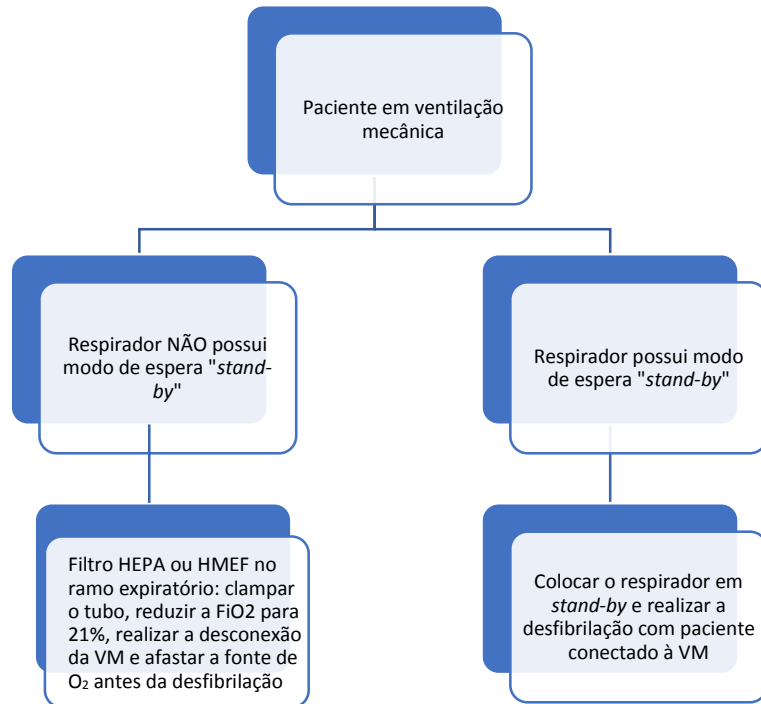 Paciente em ventilação
mecânica
Respirador NÃO possui
modo de espera "stand-
by"
Respirador possui modo
de espera "stand-by"
Filtro HEPA ou HMEF no
ramo expiratório: clampar
o tubo, reduzir a FiO2 para
21%, realizar a desconexão
da VM e afastar a fonte de
O₂ antes da desfibrilação
Colocar o respirador em
stand-by e realizar a
desfibrilação com paciente
conectado à VM